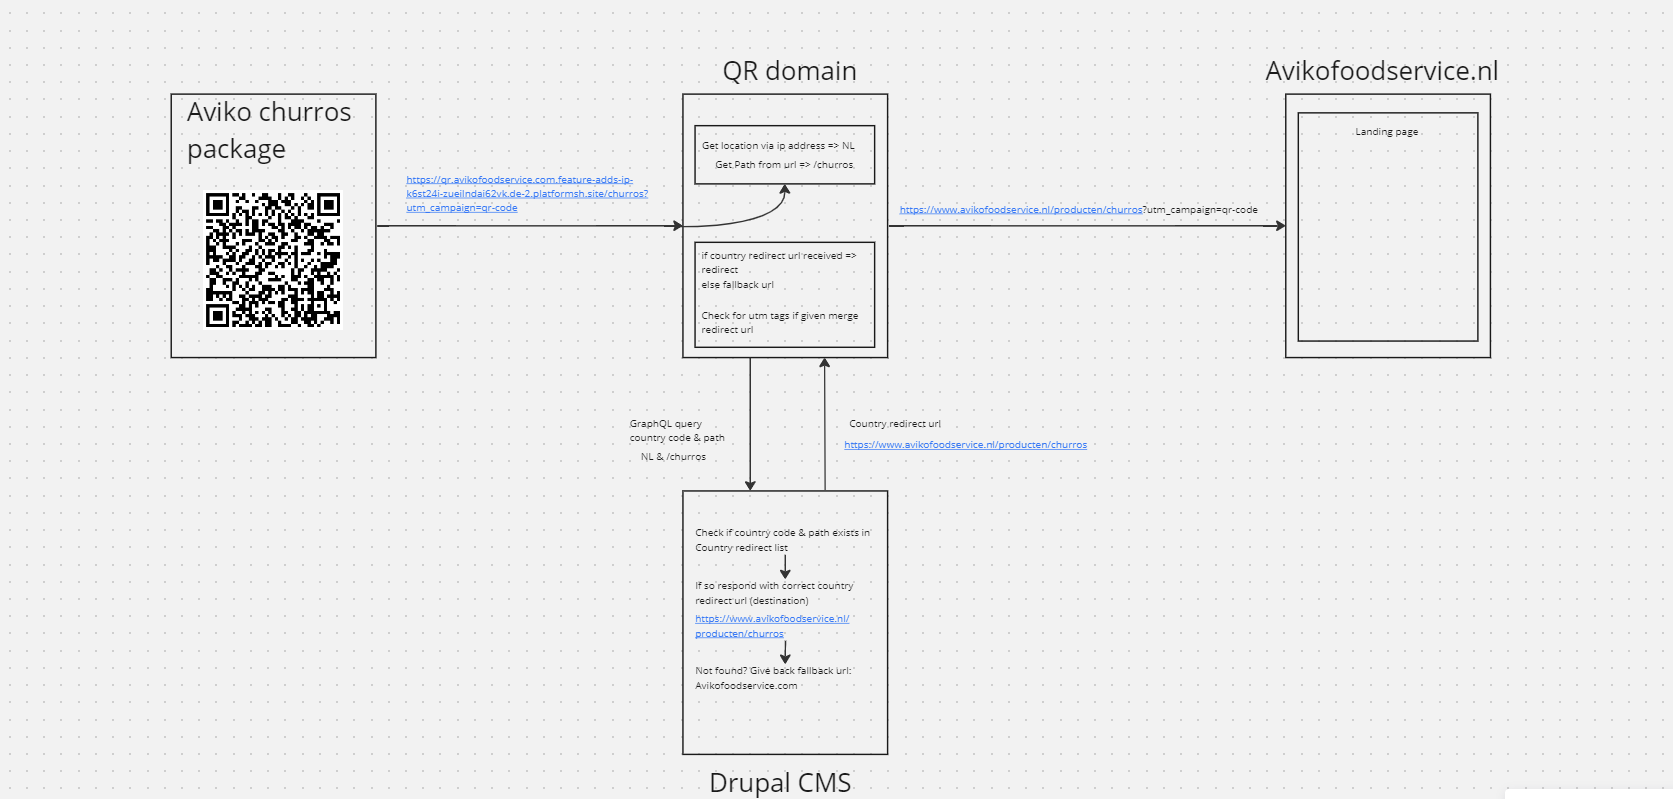 Aviko churros
package
https://qr.avikofoodservice.com.feature-adds-ip-
k6st24i-zueilndai62vk.de-2.platformsh.site/churros?
utm_campaign=qr-code
QR domain
Get location via ip address => NL
Get Path from url => /churros
if country redirect url received =>
redirect
else fallback url
Check for utm tags if given merge
redirect url
https://www.avikofoodservice.nl/producten/churros?utm_campaign=qr-code
Avikofoodservice.nl
Landing page
GraphQL query
country code & path
NL & /churros
Country redirect url
https://www.avikofoodservice.nl/producten/churros
Check if country code & path exists in
Country redirect list
If so respond with correct country
redirect url (destination)
https://www.avikofoodservice.nl/
producten/churros
Not found? Give back fallback url:
Avikofoodservice.com
Drupal CMS